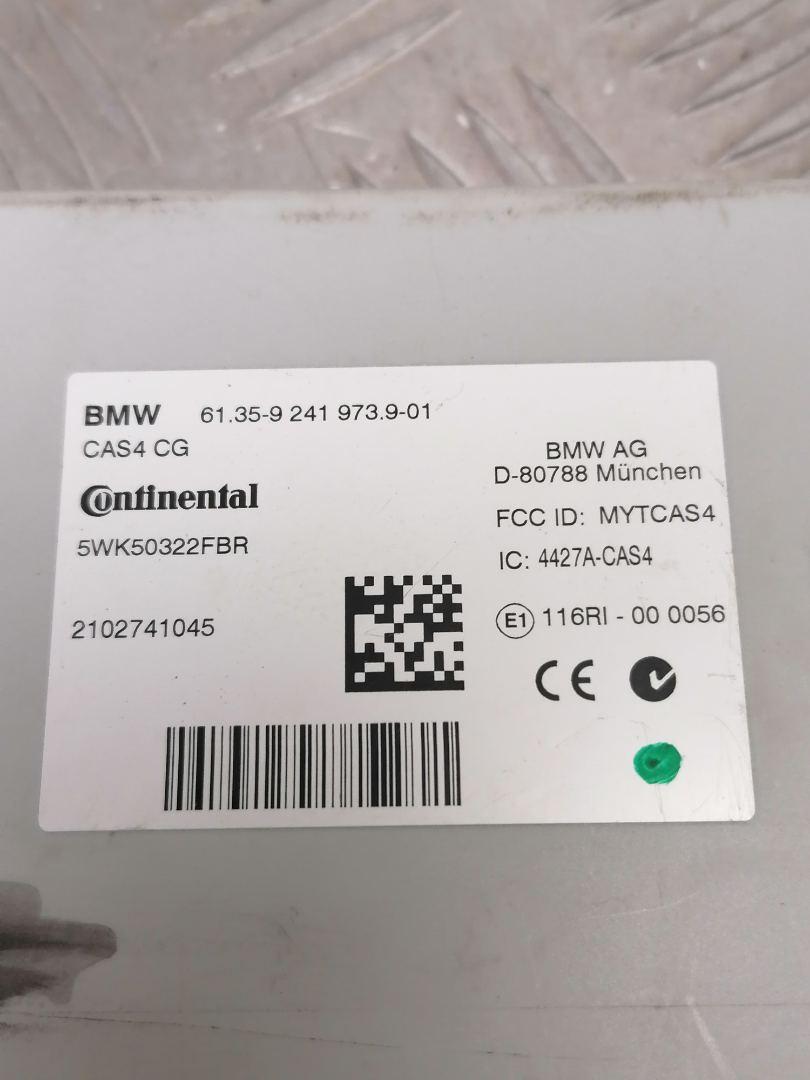 BMW 61.35-9 241 973.9-01
CAS4 CG
Continental
5WK50322FBR
2102741045
BMW AG
D-80788 München
FCC ID: MYTCAS4
IC: 4427A-CAS4
E1 116RI - 00 0056
CE